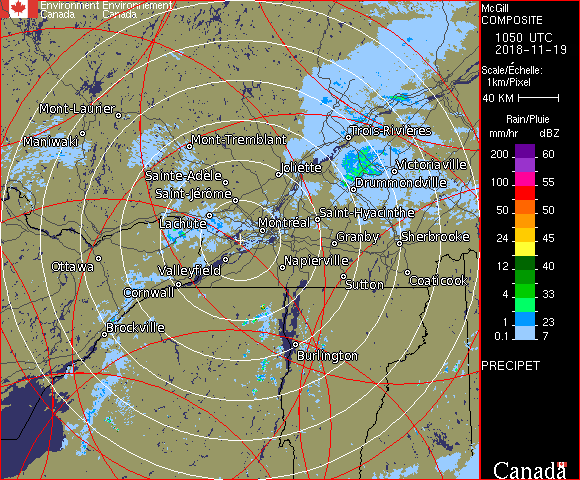 Environment Environnement
Canada Canada
McGill
COMPOSITE
1050 UTC
2018-11-19
Scale/Échelle:
1km/Pixel
40 KM
Rain/Pluie
mm/hr dBZ
200 60
100 55
50 50
24 45
12 40
4 33
1 23
0.1 7
PRECIPET
Mont-Laurier
Maniwaki
Mont-Tremblant
Trois-Rivières
Joliette
Victoriaville
Sainte-Adèle
Drummondville
Saint-Jérôme
Saint-Hyacinthe
Lachute
Montréal
Granby
Sherbrooke
Ottawa
Valleyfield
Napierville
Sutton
Coaticook
Cornwall
Brockville
Burlington
Canada